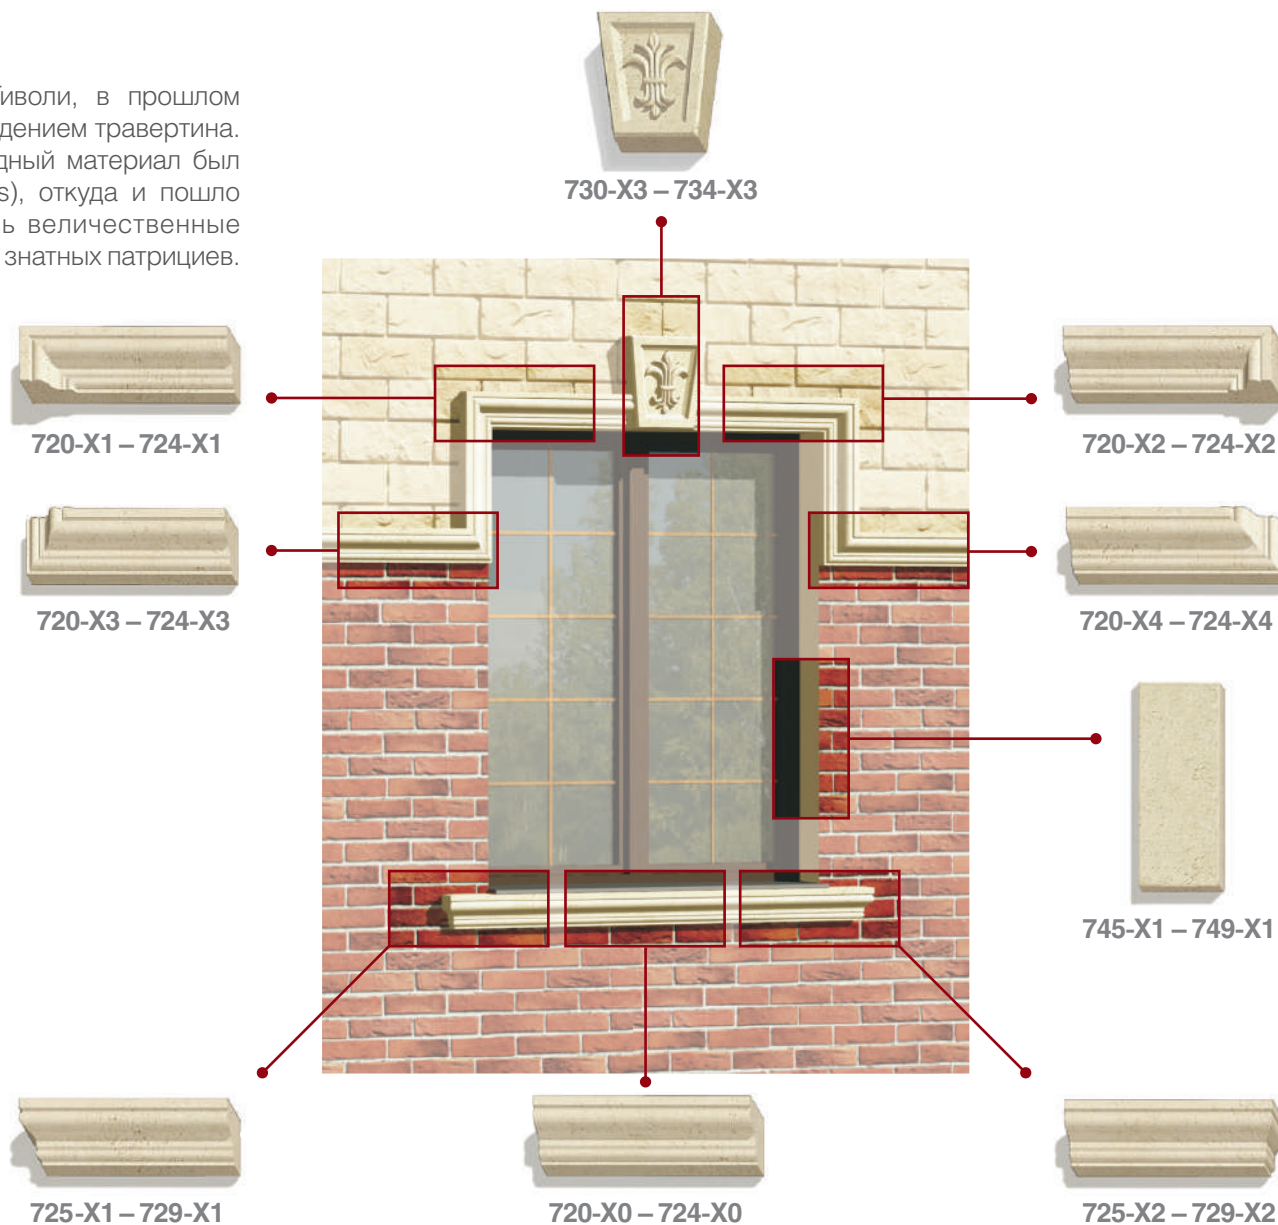 иволи, в прошлом
дением травертина.
дный материал был
s), откуда и пошло
ь величественные
знатных патрициев.
730-X3 – 734-X3
720-X1 – 724-X1
720-X2 – 724-X2
720-X3 – 724-X3
720-X4 – 724-X4
745-X1 – 749-X1
725-X1 – 729-X1
720-X0 – 724-X0
725-X2 – 729-X2